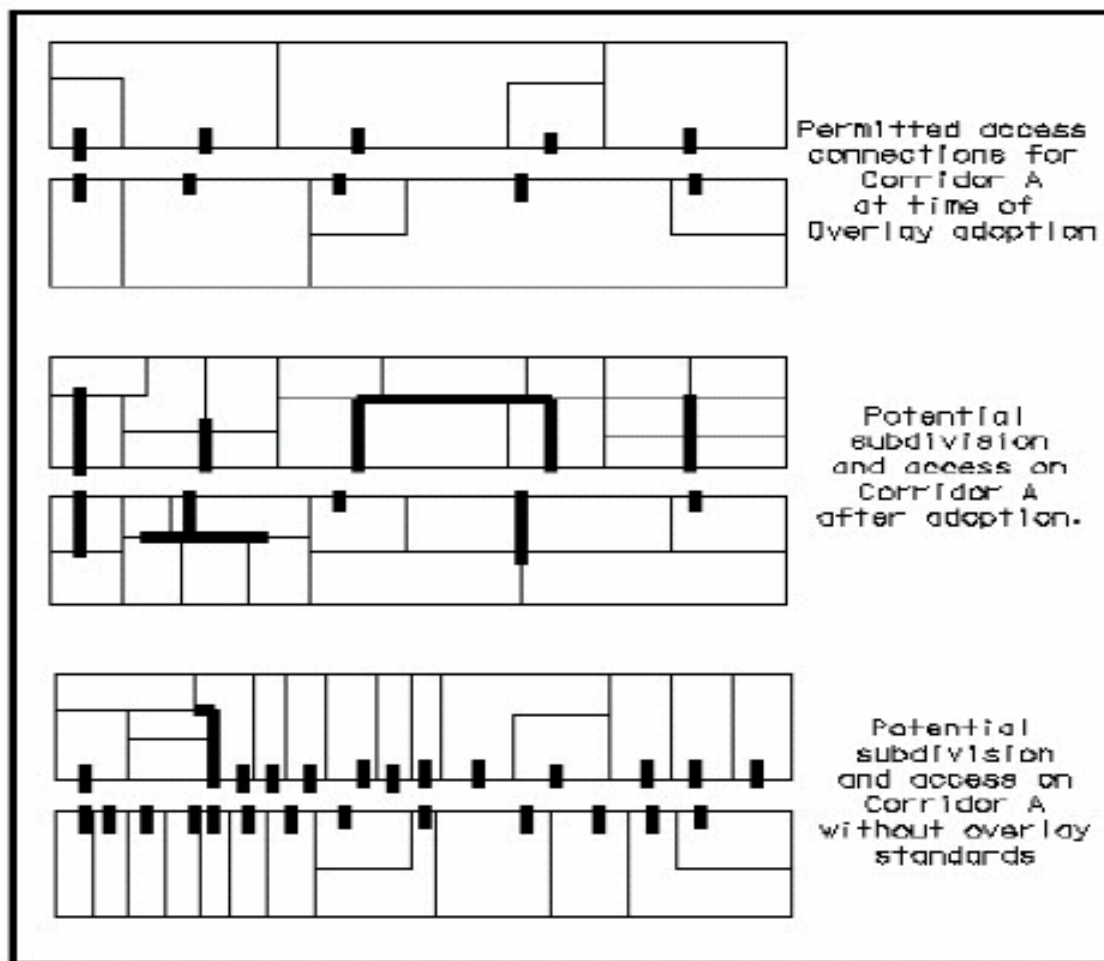 Permitted access
connections for
Corridor A
at time of
Overlay adoption
Potential
subdivision
and access on
Corridor A
after adoption.
Potential
subdivision
and access on
Corridor A
without overlay
standards